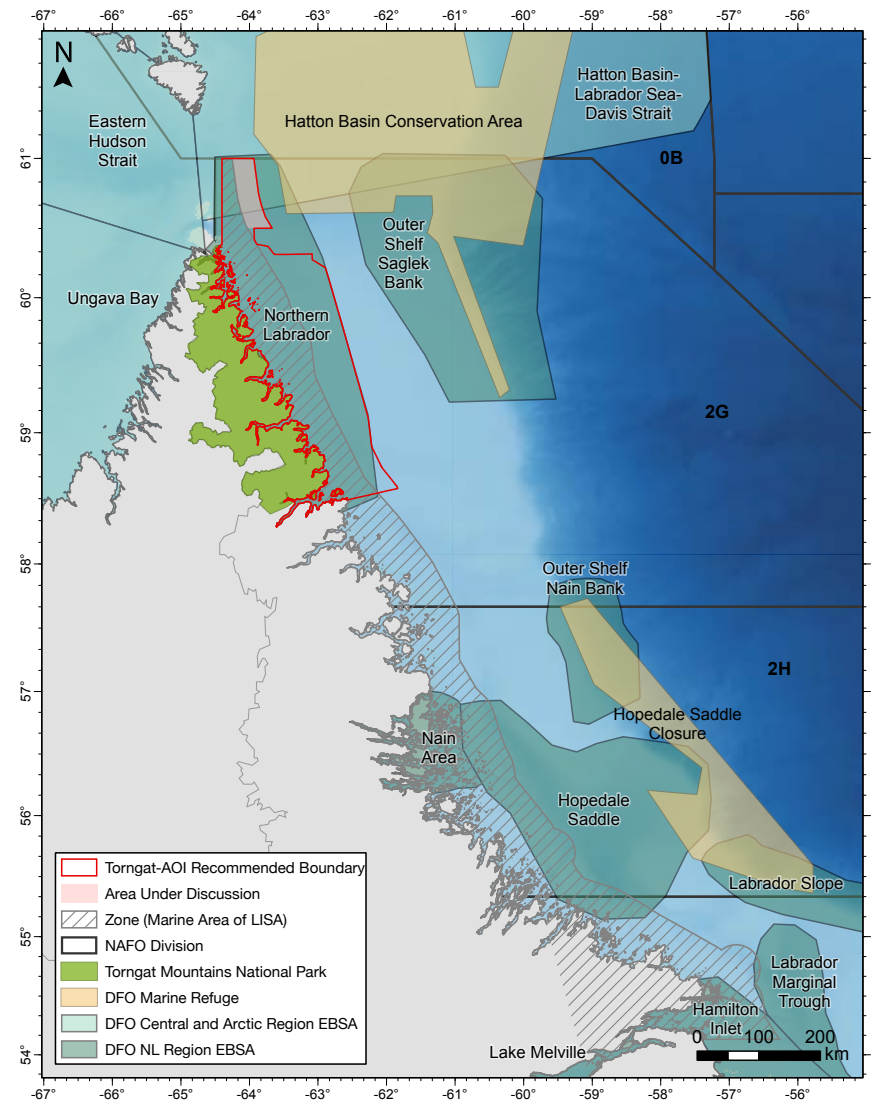 -67° -66° -65° -64° -63° -62° -61° -60° -59° -58° -57° -56°
N
Hatton Basin-
Labrador Sea-
Davis Strait
Eastern
Hudson
Strait
Hatton Basin Conservation Area
61°
0B
Outer
Shelf
Saglek
Bank
60°
Ungava Bay
Northern
Labrador
59°
2G
58°
Outer Shelf
Nain Bank
57°
2H
Hopedale Saddle
Closure
Nain
Area
56°
Hopedale
Saddle
Labrador Slope
55°
Labrador
Marginal
Trough
Hamilton
Inlet
Lake Melville
54°
0 100 200
km
Torngat-AOI Recommended Boundary
Area Under Discussion
Zone (Marine Area of LISA)
NAFO Division
Torngat Mountains National Park
DFO Marine Refuge
DFO Central and Arctic Region EBSA
DFO NL Region EBSA
-67° -66° -65° -64° -63° -62° -61° -60° -59° -58° -57° -56°